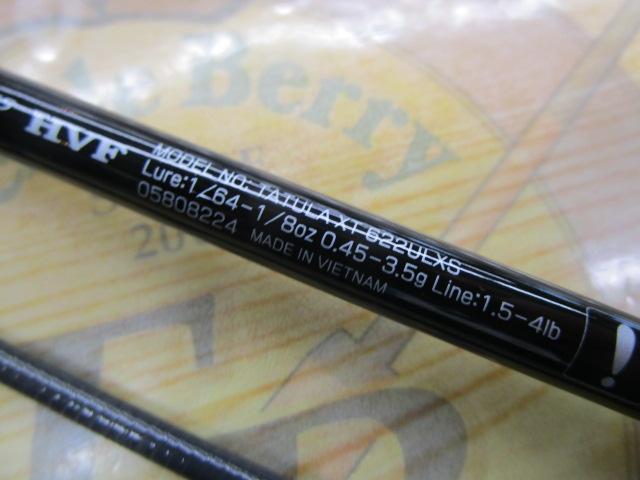 Berry
HVF
MODEL NO: TATULA XT 622ULXS
Lure:1/64-1/8oz 0.45-3.5g Line:1.5-4lb
05808224 MADE IN VIETNAM
!